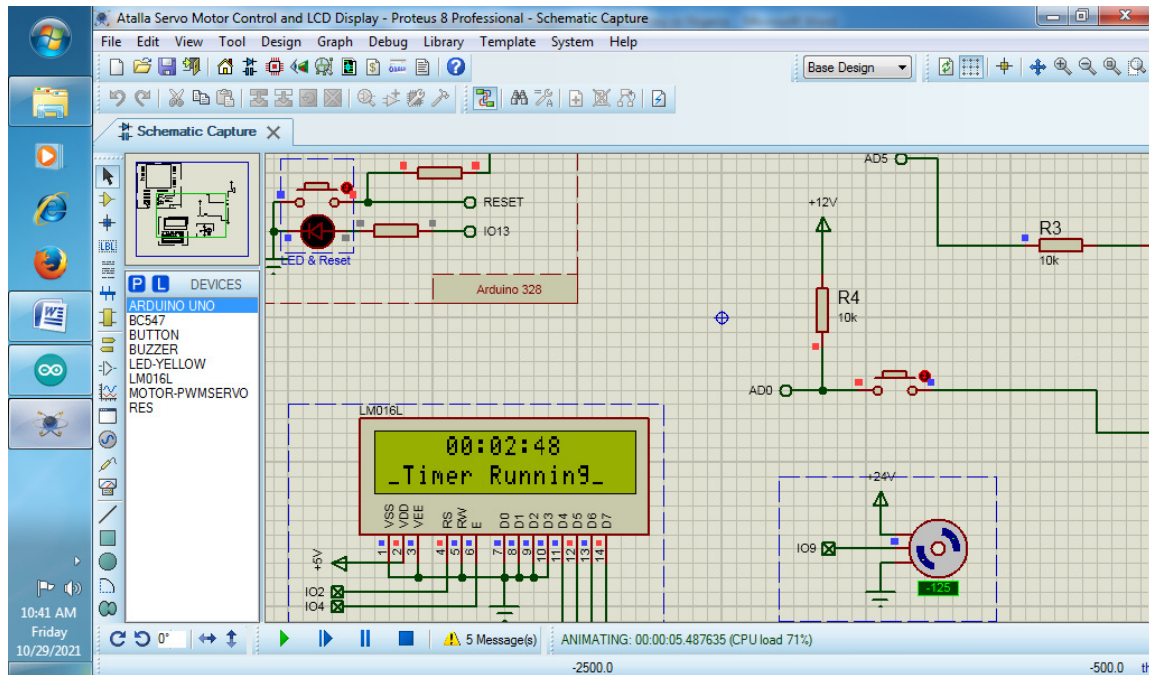 Atalla Servo Motor Control and LCD Display - Proteus 8 Professional - Schematic Capture
File Edit View Tool Design Graph Debug Library Template System Help
Base Design
Schematic Capture
AD5
RESET
+12V
IO13
R3
LBL
LED & Reset
10k
P L DEVICES
Arduino 328
ARDUINO UNO
R4
BC547
10k
BUTTON
BUZZER
LED-YELLOW
LM016L
MOTOR-PWMSERVO
RES
AD0
LM016L
00:02:48
_Timer Running_
+24V
VSS VDD VEE RS RW E D0 D1 D2 D3 D4 D5 D6 D7
1 2 3 4 5 6 7 8 9 10 11 12 13 14
IO9
+5V
-125
IO2
IO4
10:41 AM
Friday
10/29/2021
0°
5 Message(s)
ANIMATING: 00:00:05.487635 (CPU load 71%)
-2500.0
-500.0
th